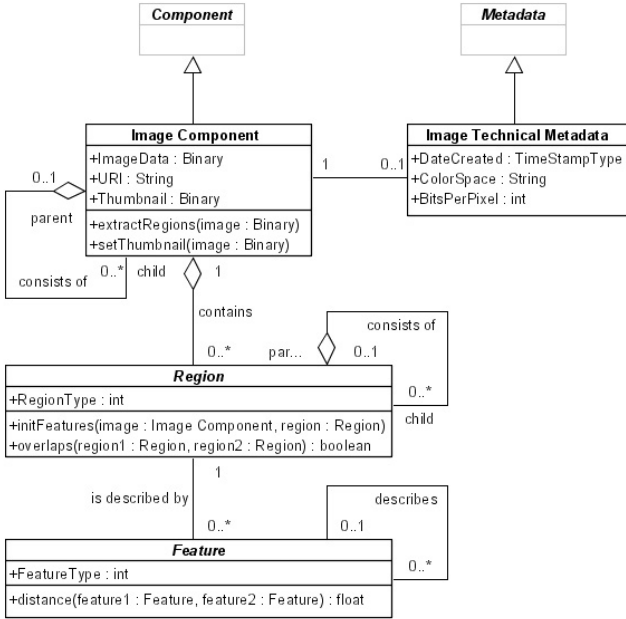 Component
Metadata
Image Component
+ImageData : Binary
+URI : String
+Thumbnail : Binary
+extractRegions(image : Binary)
+setThumbnail(image : Binary)
Image Technical Metadata
+DateCreated : TimeStampType
+ColorSpace : String
+BitsPerPixel : int
1
0..1
0..1
parent
consists of
0..*
child
1
contains
0..*
par...
consists of
0..1
0..*
child
Region
+RegionType : int
+initFeatures(image : Image Component, region : Region)
+overlaps(region1 : Region, region2 : Region) : boolean
1
is described by
0..*
describes
0..1
0..*
Feature
+FeatureType : int
+distance(feature1 : Feature, feature2 : Feature) : float